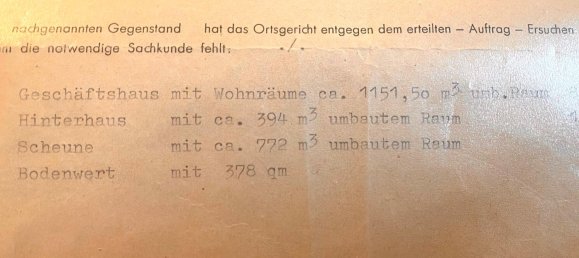 nachgenannten Gegenstand hat das Ortsgericht entgegen dem erteilten – Auftrag – Ersuchen
die notwendige Sachkunde fehlt. ./.
Geschäftshaus mit Wohnräume ca. 1151,50 m³ umb.Raum
Hinterhaus mit ca. 394 m³ umbautem Raum
Scheune mit ca. 772 m³ umbautem Raum
Bodenwert mit 378 qm